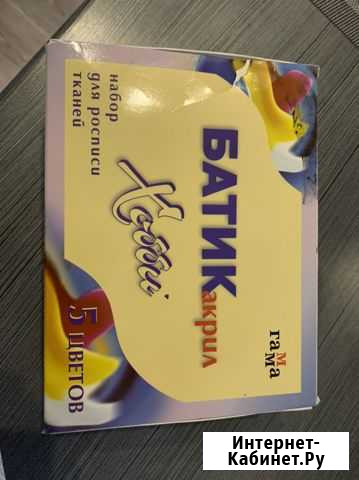 гамма
БАТИК акрил
Хобби
набор
для росписи
тканей
5 ЦВЕТОВ
Интернет-
Кабинет.Ру